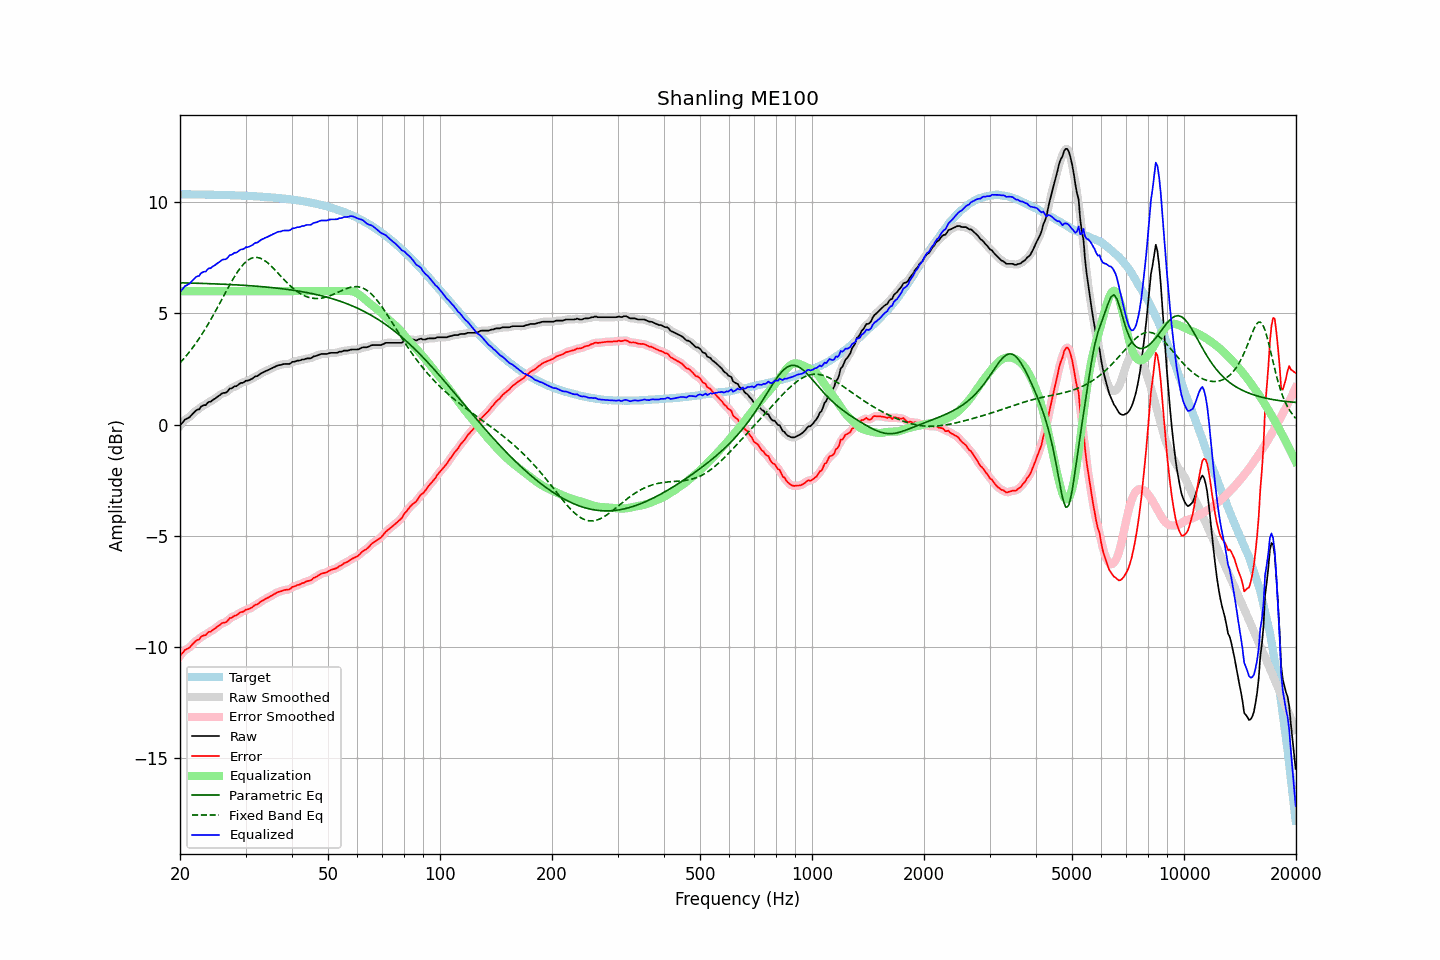 Shanling ME100
Amplitude (dBr)
10
5
0
−5
−10
−15
Target
Raw Smoothed
Error Smoothed
Raw
Error
Equalization
Parametric Eq
Fixed Band Eq
Equalized
20 50 100 200 500 1000 2000 5000 10000 20000
Frequency (Hz)